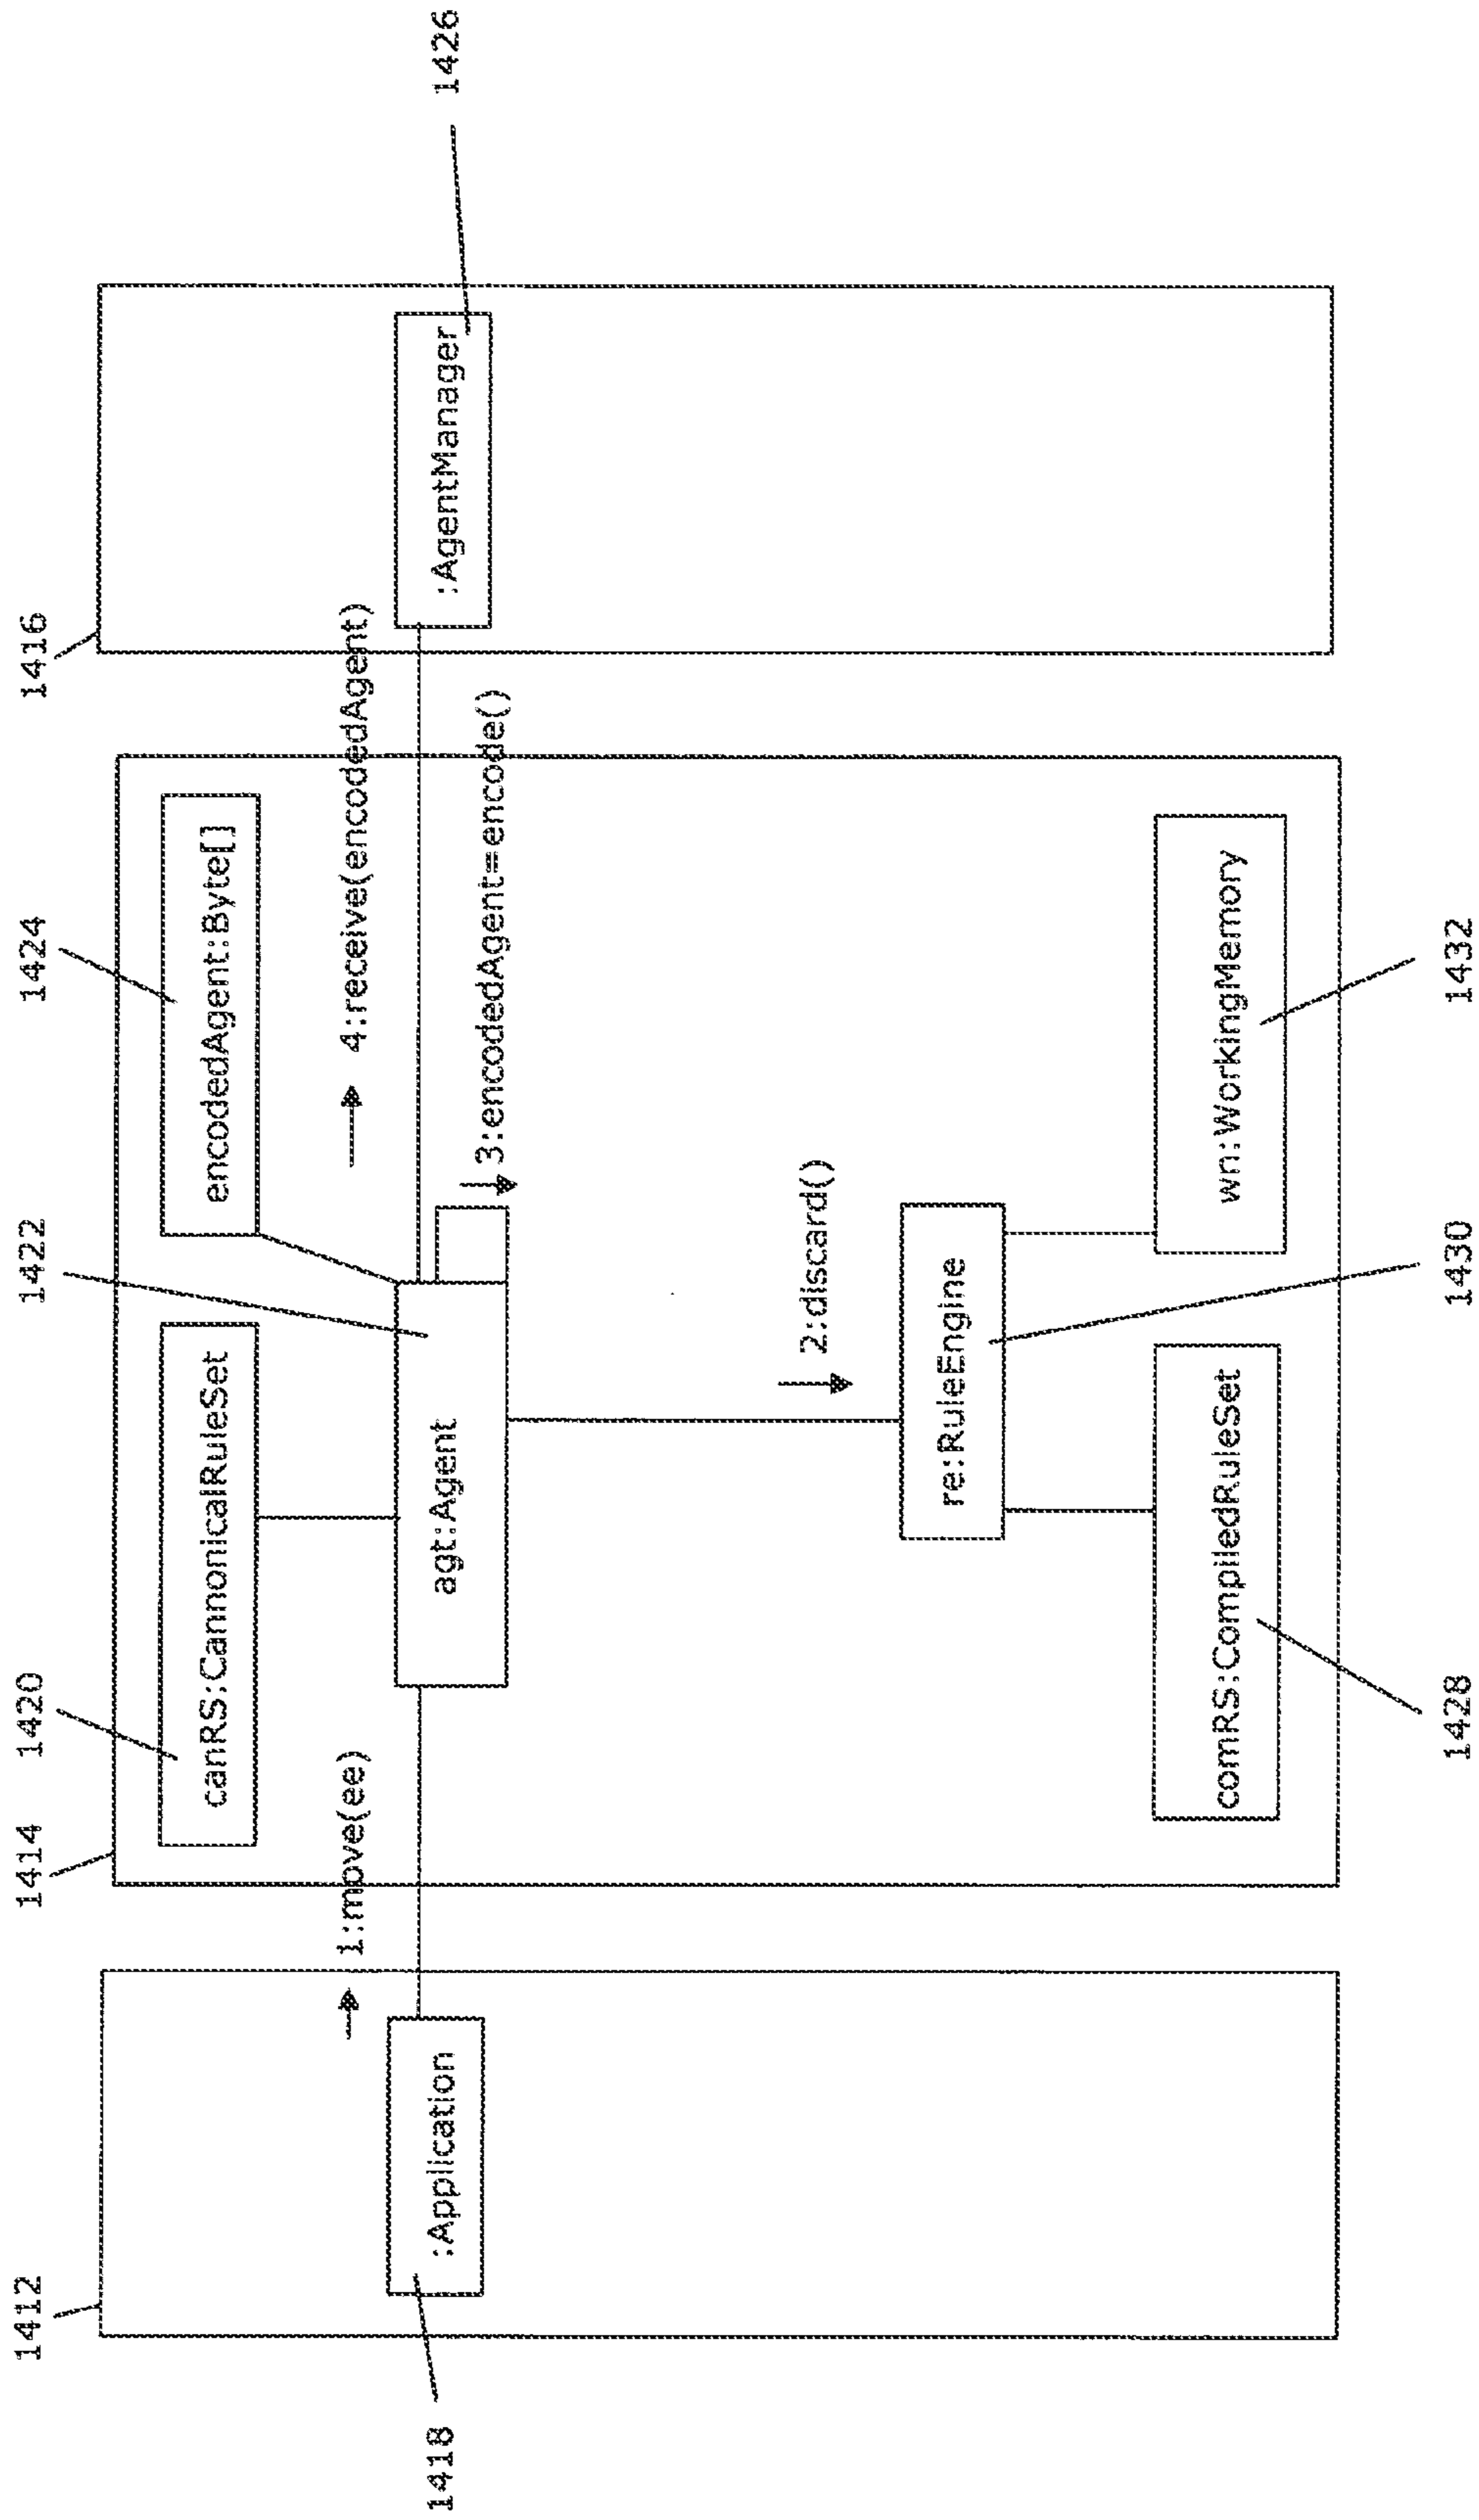 1412
1414
1420
1422
1424
1416
canRS:CannonicalRuleSet
encodedAgent:Byte[]
1:move(ee)
4:receive(encodedAgent)
1418
:Application
agt:Agent
:AgentManager
1426
3:encodedAgent=encode()
2:discard()
re:RuleEngine
comRS:CompiledRuleSet
wn:WorkingMemory
1428
1430
1432